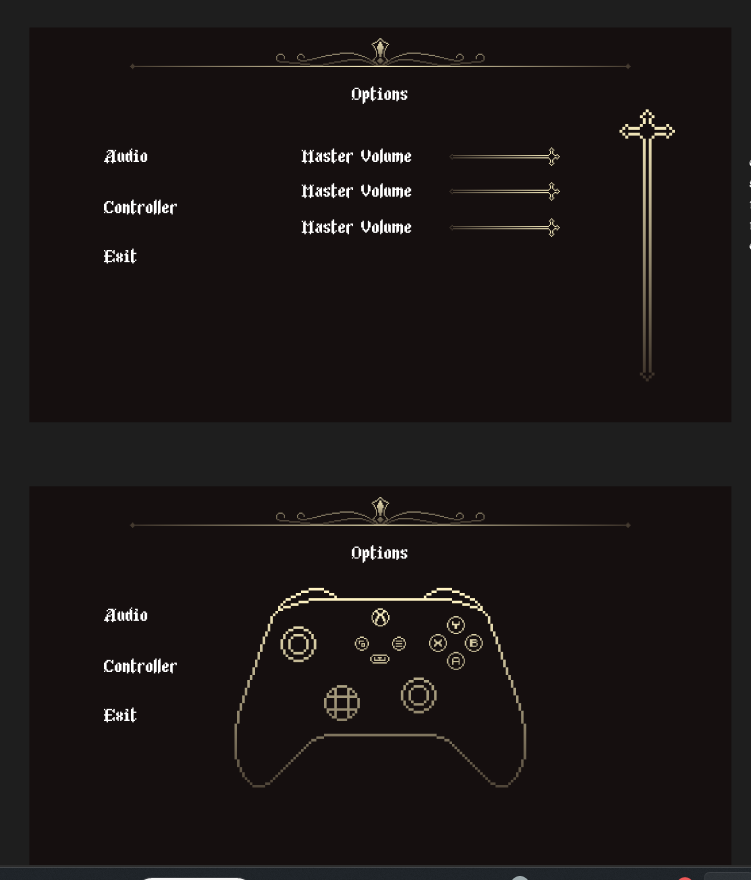 Options
Audio
Master Volume
Master Volume
Controller
Master Volume
Exit
Options
Audio
X
Y
X
B
A
Controller
Exit